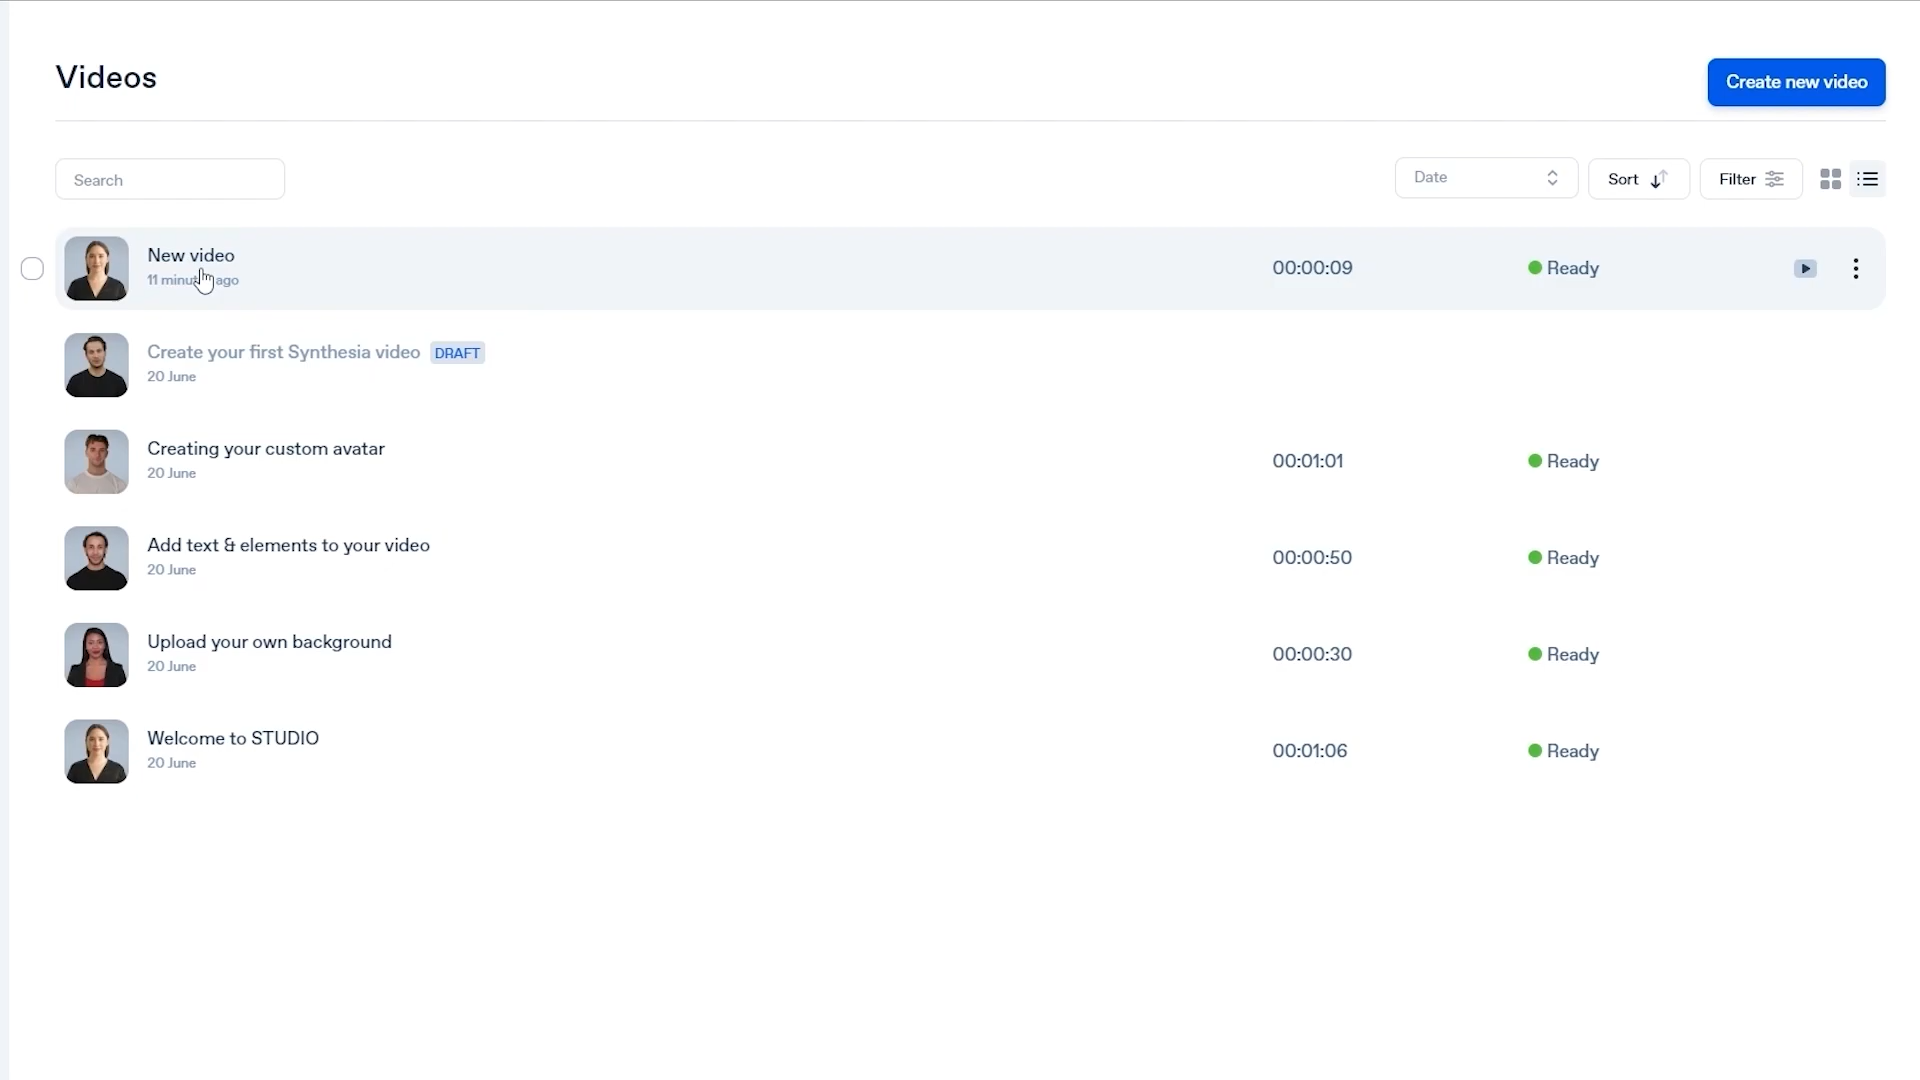 Videos
Create new video
Search
Date
Sort
Filter
New video
11 minut ago
00:00:09
Ready
Create your first Synthesia video DRAFT
20 June
Creating your custom avatar
20 June
00:01:01
Ready
Add text & elements to your video
20 June
00:00:50
Ready
Upload your own background
20 June
00:00:30
Ready
Welcome to STUDIO
20 June
00:01:06
Ready